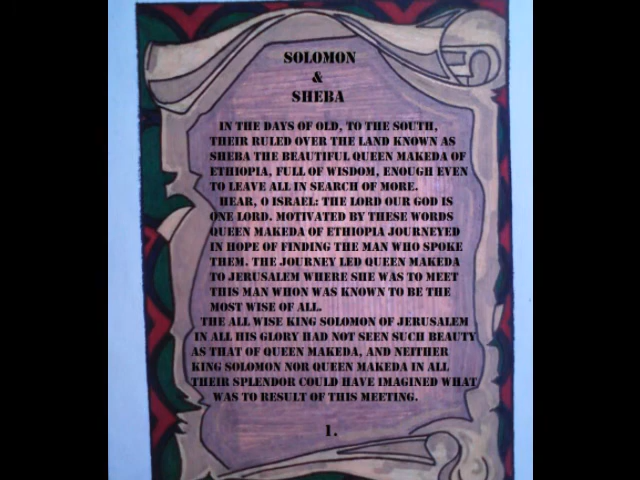 SOLOMON
&
SHEBA
IN THE DAYS OF OLD, TO THE SOUTH,
THEIR RULED OVER THE LAND KNOWN AS
SHEBA THE BEAUTIFUL QUEEN MAKEDA OF
ETHIOPIA, FULL OF WISDOM, ENOUGH EVEN
TO LEAVE ALL IN SEARCH OF MORE.
HEAR, O ISRAEL: THE LORD OUR GOD IS
ONE LORD. MOTIVATED BY THESE WORDS
QUEEN MAKEDA OF ETHIOPIA JOURNEYED
IN HOPE OF FINDING THE MAN WHO SPOKE
THEM. THE JOURNEY LED QUEEN MAKEDA
TO JERUSALEM WHERE SHE WAS TO MEET
THIS MAN WHON WAS KNOWN TO BE THE
MOST WISE OF ALL.
THE ALL WISE KING SOLOMON OF JERUSALEM
IN ALL HIS GLORY HAD NOT SEEN SUCH BEAUTY
AS THAT OF QUEEN MAKEDA, AND NEITHER
KING SOLOMON NOR QUEEN MAKEDA IN ALL
THEIR SPLENDOR COULD HAVE IMAGINED WHAT
WAS TO RESULT OF THIS MEETING.
1.